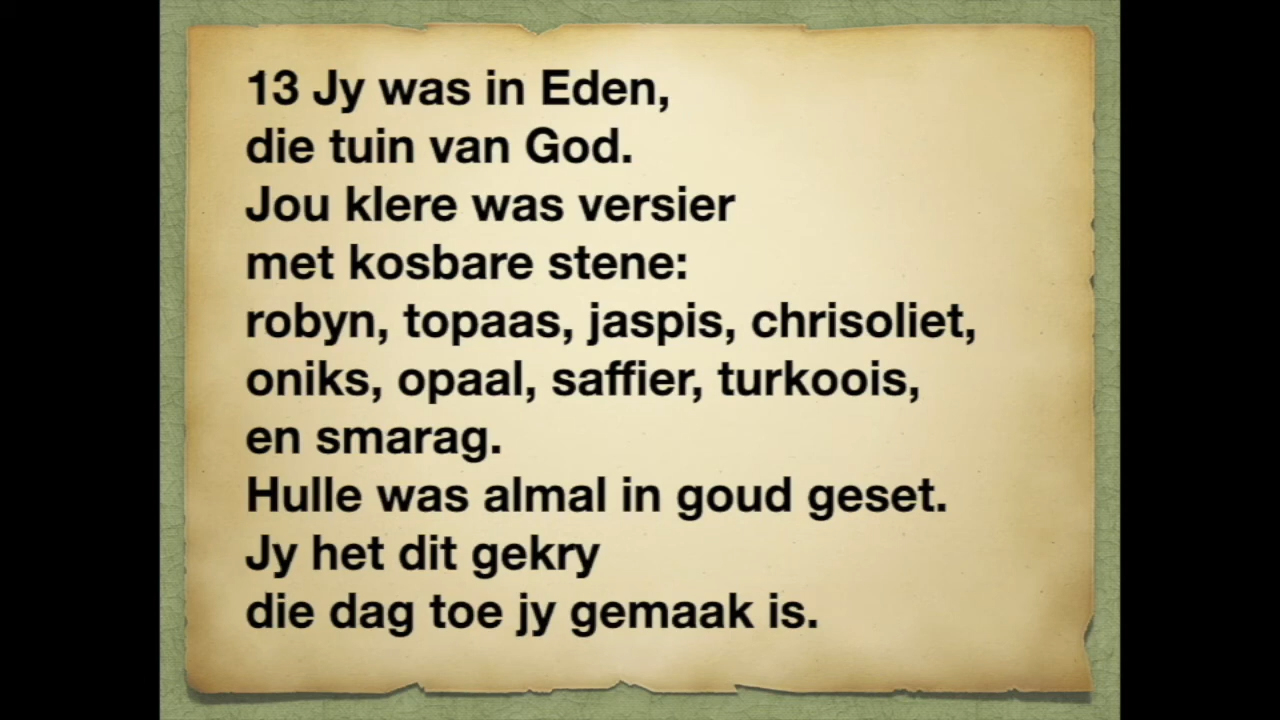 13 Jy was in Eden,
die tuin van God.
Jou klere was versier
met kosbare stene:
robyn, topaas, jaspis, chrisoliet,
oniks, opaal, saffier, turkoois,
en smarag.
Hulle was almal in goud geset.
Jy het dit gekry
die dag toe jy gemaak is.